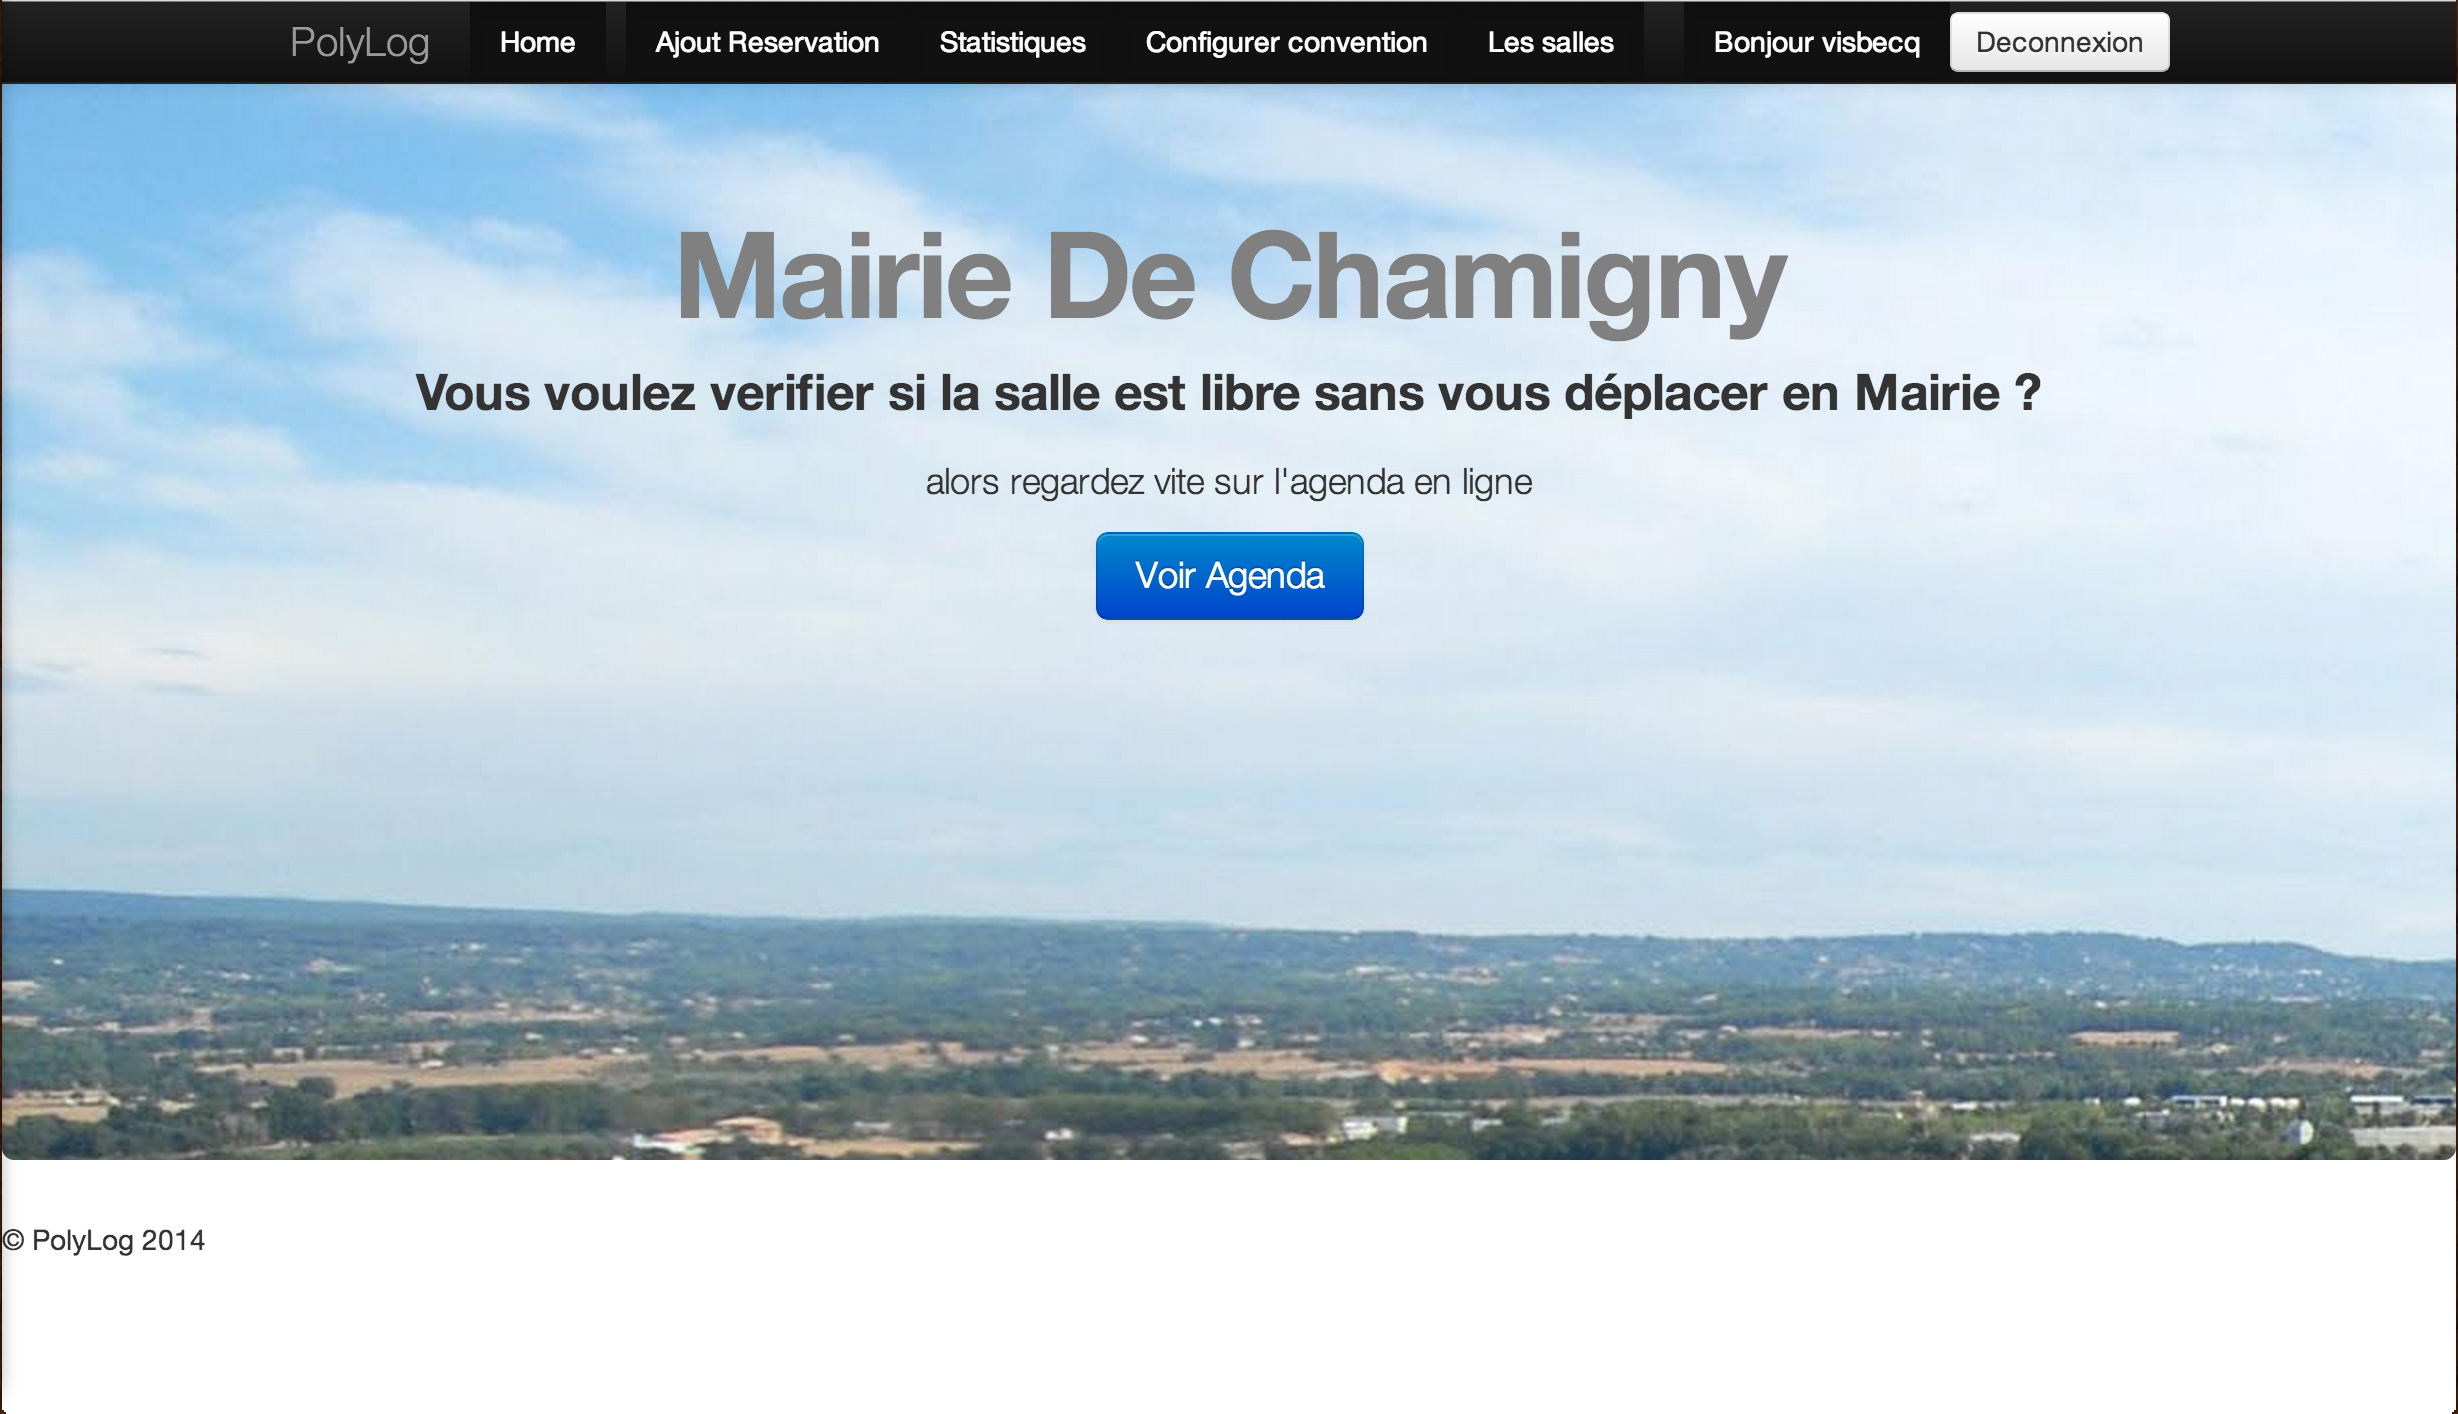 PolyLog Home Ajout Reservation Statistiques Configurer convention Les salles Bonjour visbecq Deconnexion
Mairie De Chamigny
Vous voulez verifier si la salle est libre sans vous déplacer en Mairie ?
alors regardez vite sur l'agenda en ligne
Voir Agenda
© PolyLog 2014